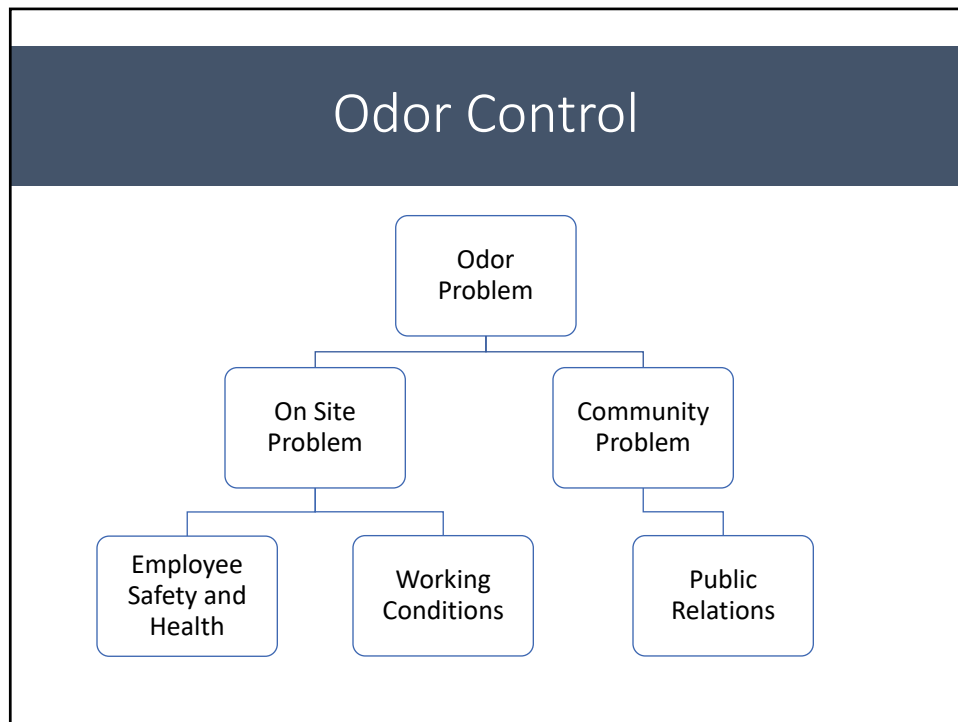 Odor Control
Odor
Problem
On Site
Problem
Community
Problem
Employee
Safety and
Health
Working
Conditions
Public
Relations